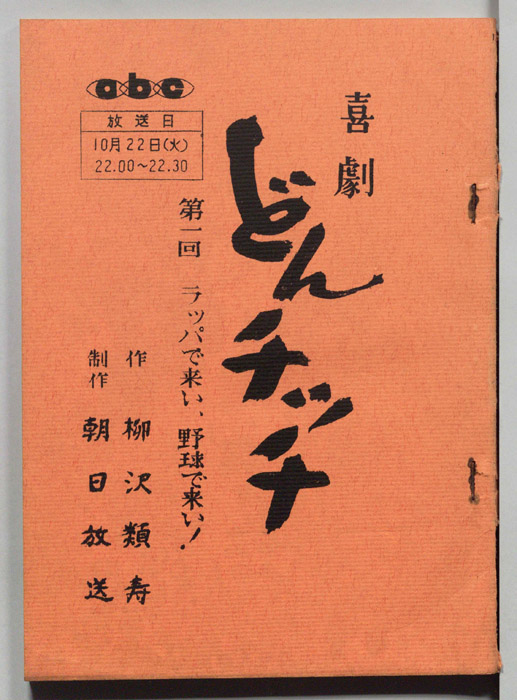 abc
放送日
10月22日(火)
22.00~22.30
喜劇
どんチッチ
第一回 ラッパで来い、野球で来い!
作 柳沢類寿
制作 朝日放送